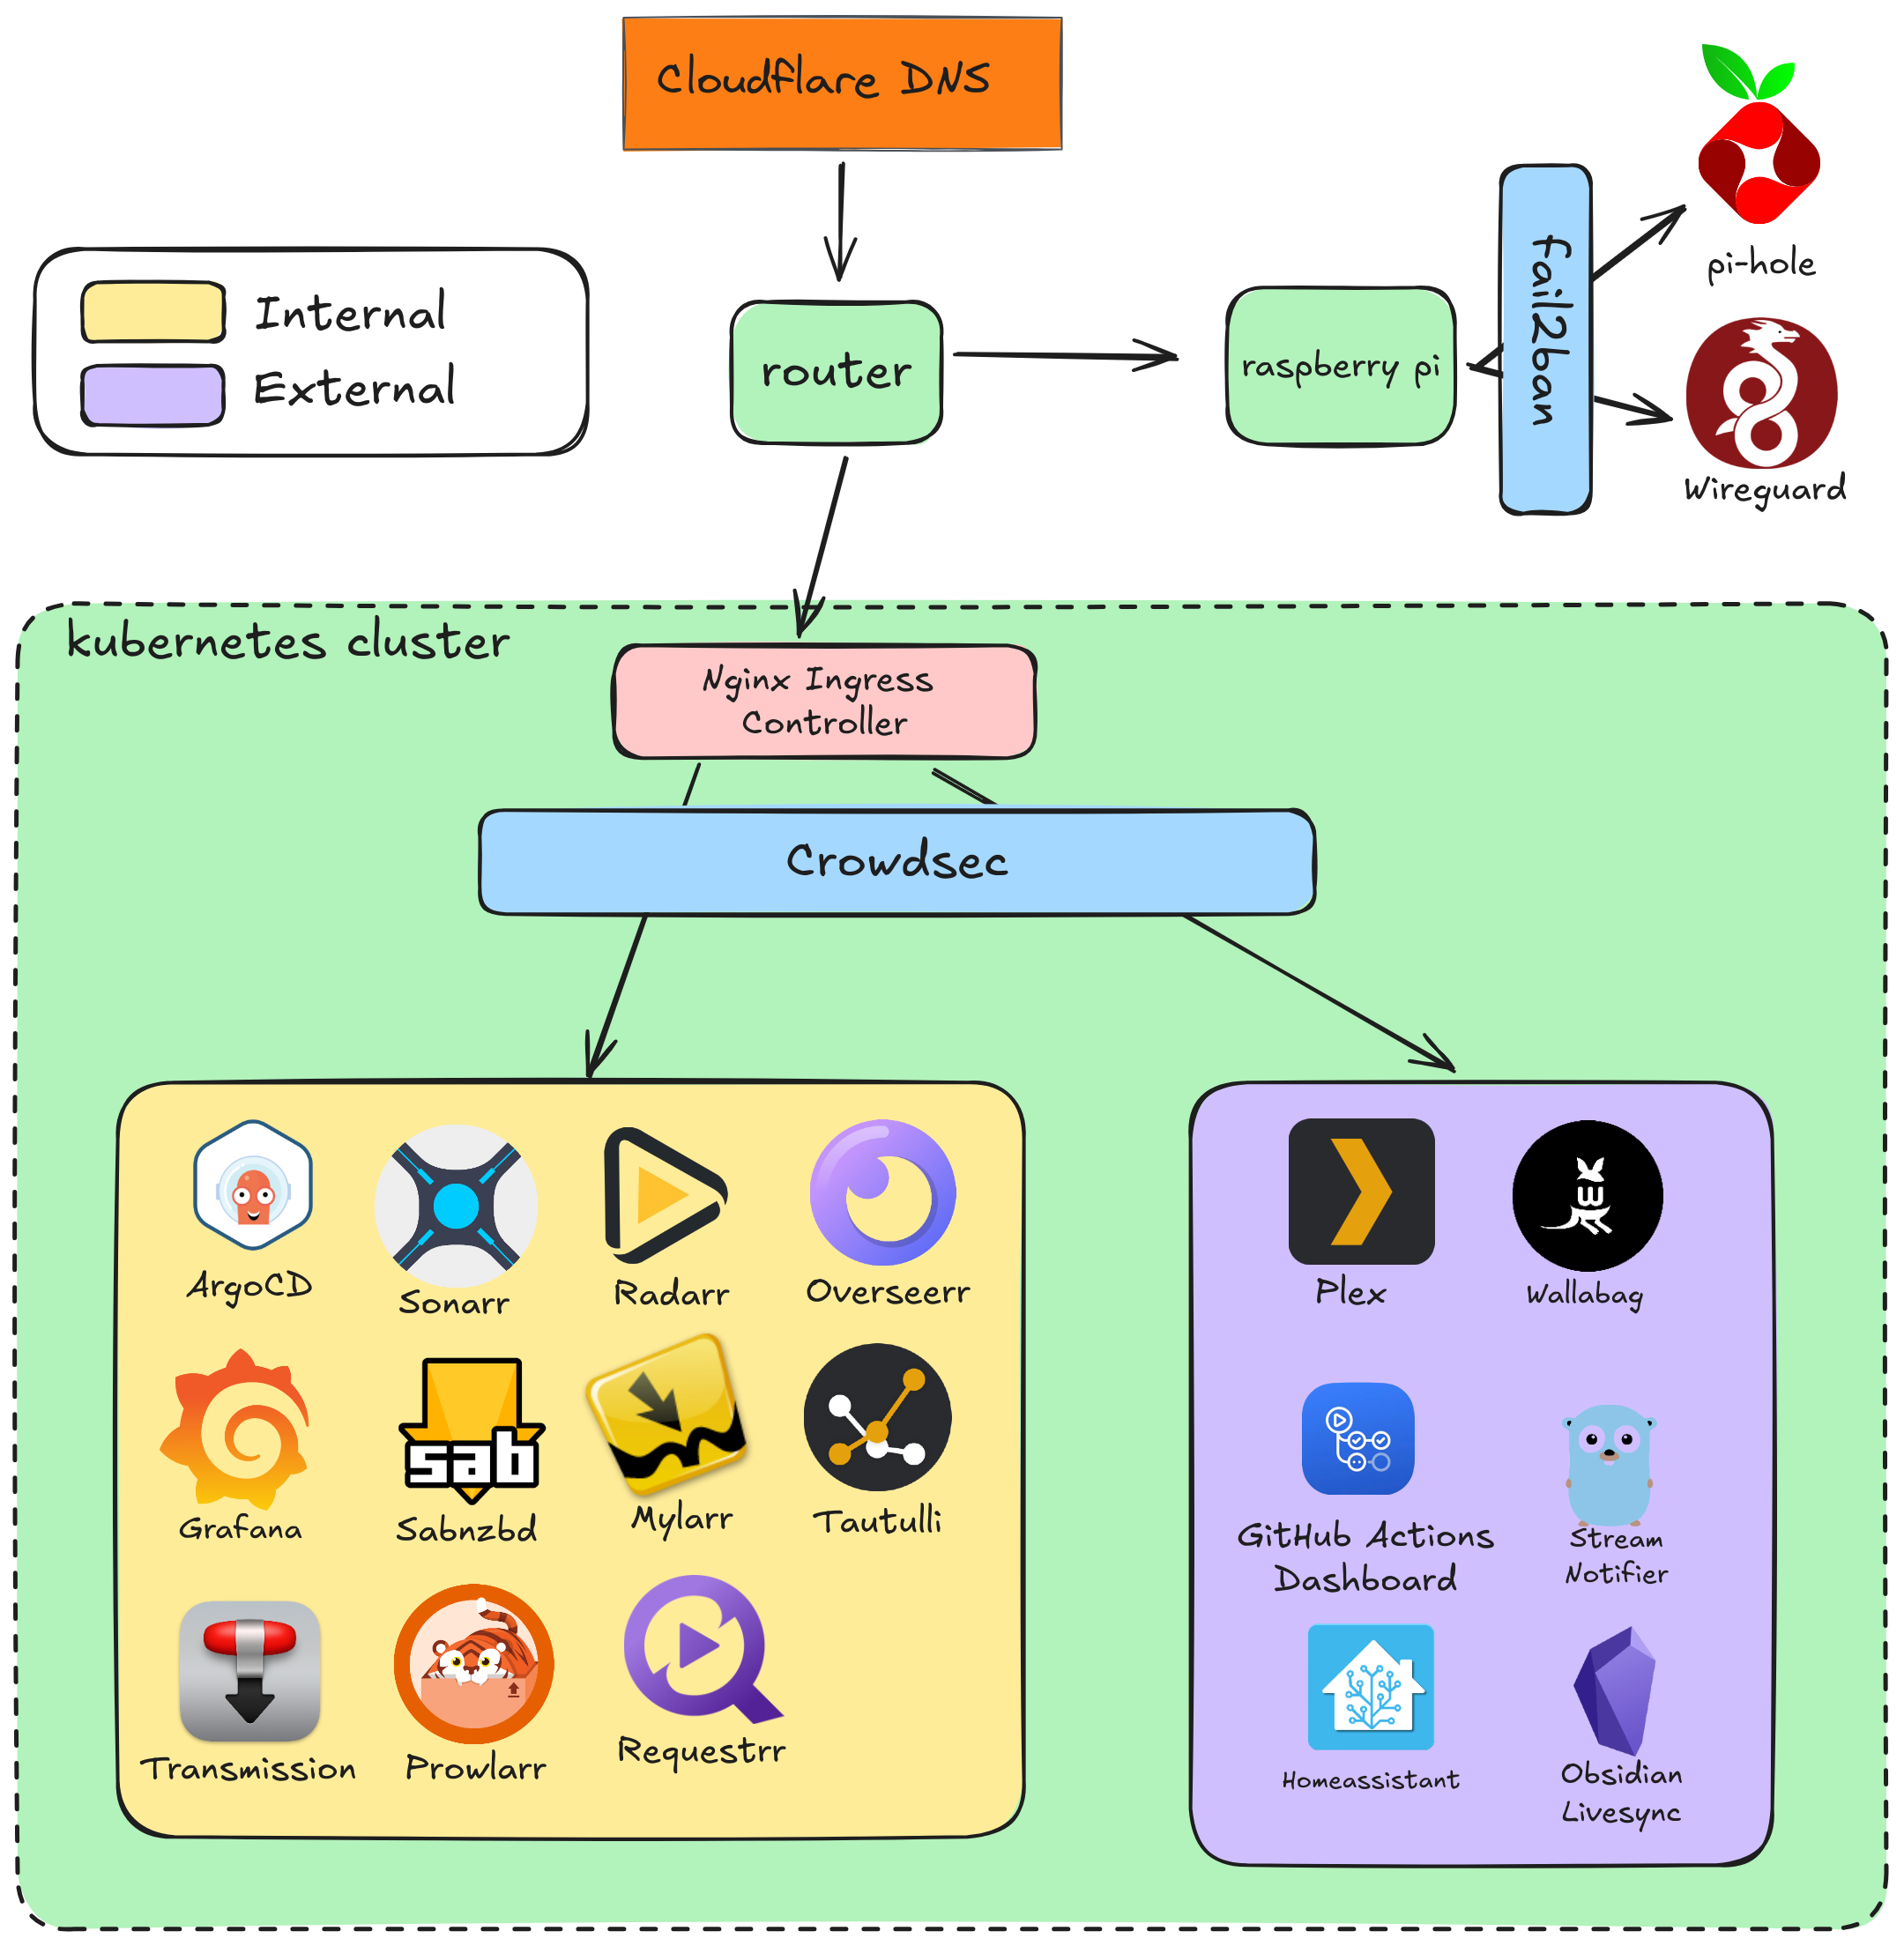 Cloudflare DNS
Internal
External
router
raspberry pi
fail2ban
pi-hole
Wireguard
kubernetes cluster
Nginx Ingress
Controller
Crowdsec
ArgoCD
Sonarr
Radarr
Overseerr
sab
Grafana
Sabnzbd
Mylarr
Tautulli
Transmission
Prowlarr
Requestrr
W
Plex
Wallabag
GitHub Actions
Dashboard
Stream
Notifier
Homeassistant
Obsidian
Livesync